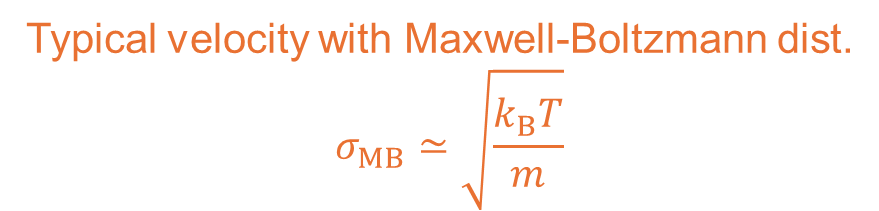 Typical velocity with Maxwell-Boltzmann dist.
σ_MB ≃ √(k_B T / m)